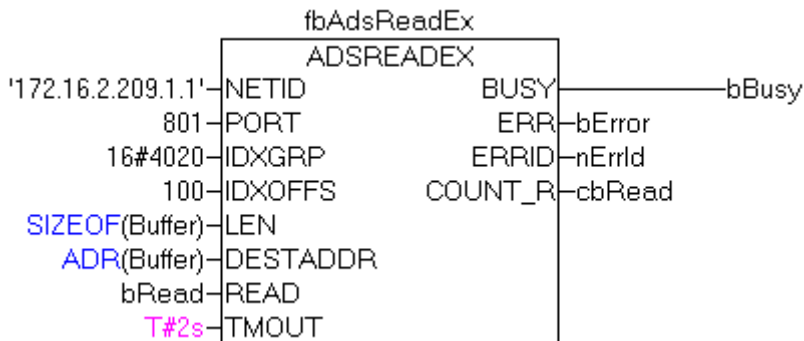 fbAdsReadEx
ADSREADEX
'172.16.2.209.1.1' NETID BUSY bBusy
801 PORT ERR bError
16#4020 IDXGRP ERRID nErrId
100 IDXOFFS COUNT_R cbRead
SIZEOF(Buffer) LEN
ADR(Buffer) DESTADDR
bRead READ
T#2s TMOUT